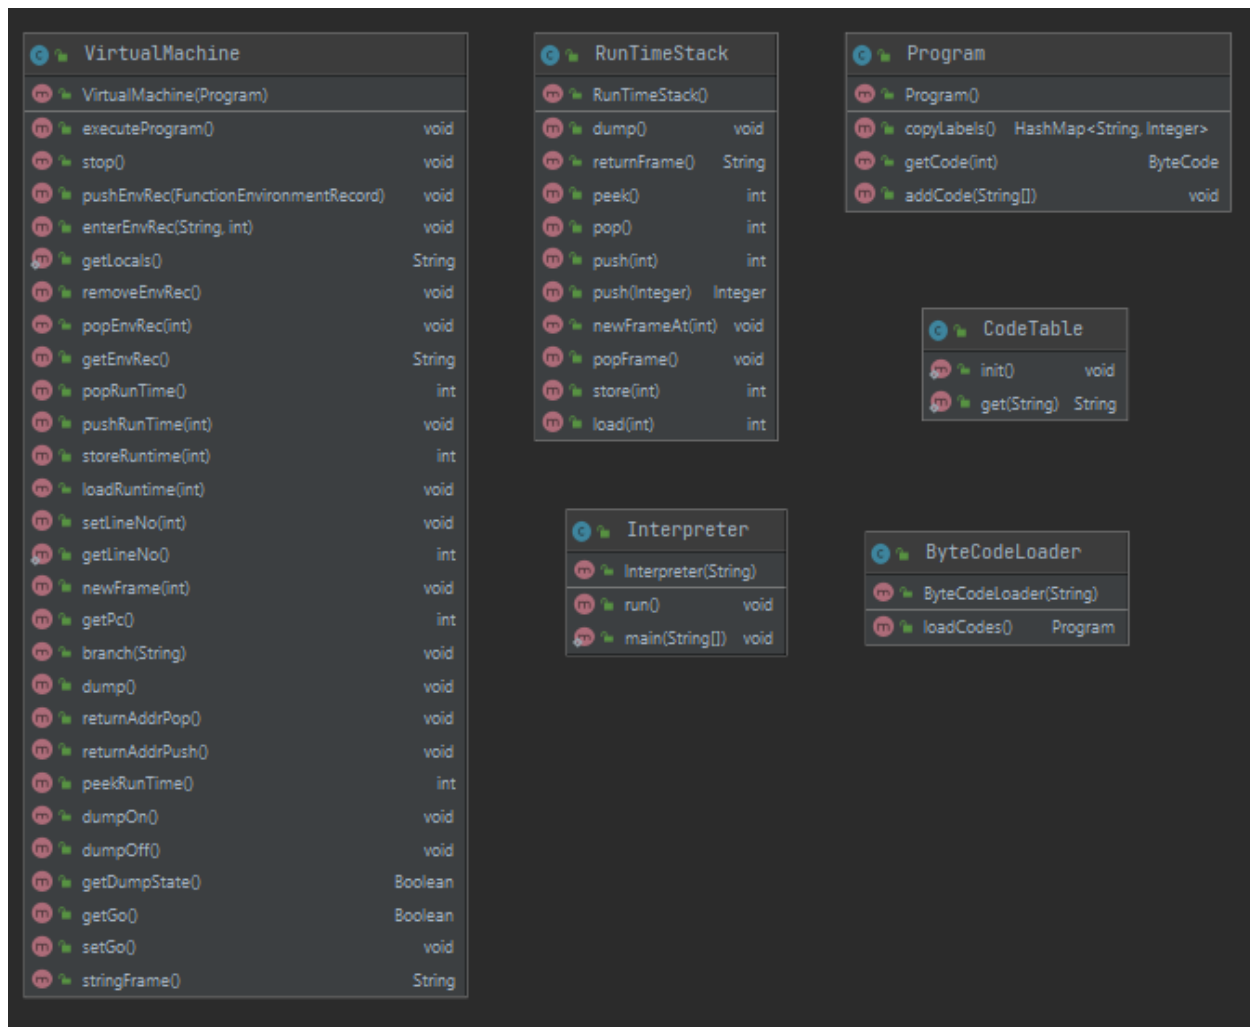 VirtualMachine
VirtualMachine(Program)
executeProgram() void
stop() void
pushEnvRec(FunctionEnvironmentRecord) void
enterEnvRec(String, int) void
getLocals() String
removeEnvRec() void
popEnvRec(int) void
getEnvRec() String
popRunTime() int
pushRunTime(int) void
storeRuntime(int) int
loadRuntime(int) void
setLineNo(int) void
getLineNo() int
newFrame(int) void
getPc() int
branch(String) void
dump() void
returnAddrPop() void
returnAddrPush() void
peekRunTime() int
dumpOn() void
dumpOff() void
getDumpState() Boolean
getGo() Boolean
setGo() void
stringFrame() String
RunTimeStack
RunTimeStack()
dump() void
returnFrame() String
peek() int
pop() int
push(int) int
push(Integer) Integer
newFrameAt(int) void
popFrame() void
store(int) int
load(int) int
Interpreter
Interpreter(String)
run() void
main(String[]) void
Program
Program()
copyLabels() HashMap<String, Integer>
getCode(int) ByteCode
addCode(String[]) void
CodeTable
init() void
get(String) String
ByteCodeLoader
ByteCodeLoader(String)
loadCodes() Program